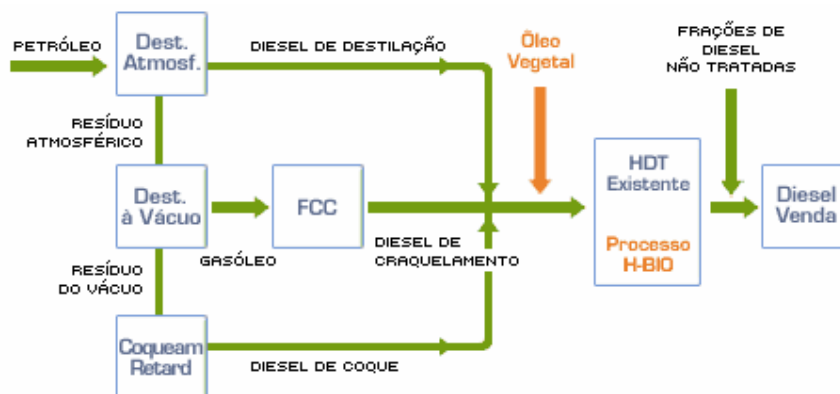 PETRÓLEO
Dest.
Atmosf.
DIESEL DE DESTILAÇÃO
Óleo
Vegetal
FRAÇÕES DE
DIESEL
NÃO TRATADAS
RESÍDUO
ATMOSFÉRICO
Dest.
à Vácuo
GASÓLEO
FCC
DIESEL DE
CRAQUELAMENTO
HDT
Existente
Processo
H-BIO
Diesel
Venda
RESÍDUO
DO VÁCUO
Coqueam
Retard
DIESEL DE COQUE